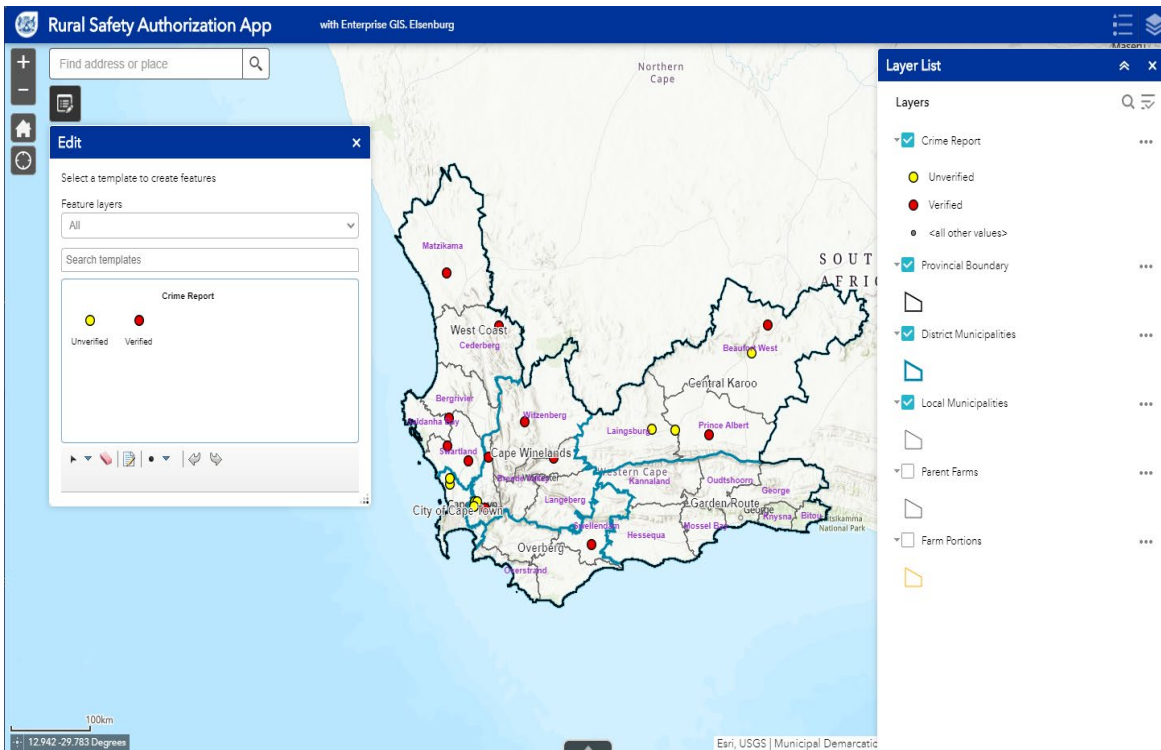 Rural Safety Authorization App
with Enterprise GIS. Elsenburg
Find address or place
Edit
Select a template to create features
Feature layers
All
Search templates
Crime Report
Unverified
Verified
Northern
Cape
Matzikama
West Coast
Cederberg
Bergrivier
Swartland
Witzenberg
Cape Winelands
Langeberg
City of Cape Town
Overberg
Overstrand
Swellendam
Hessequa
Western Cape
Kannaland
Laingsburg
Prince Albert
Central Karoo
Beaufort West
Oudtshoorn
George
Garden Route
George
Mossel Bay
Knysna
Bitou
National Park
SOUT
AFRI
Maseru
Layer List
Layers
Crime Report
Unverified
Verified
<all other values>
Provincial Boundary
District Municipalities
Local Municipalities
Parent Farms
Farm Portions
100km
12.942 -29.783 Degrees
Esri, USGS | Municipal Demarcatic